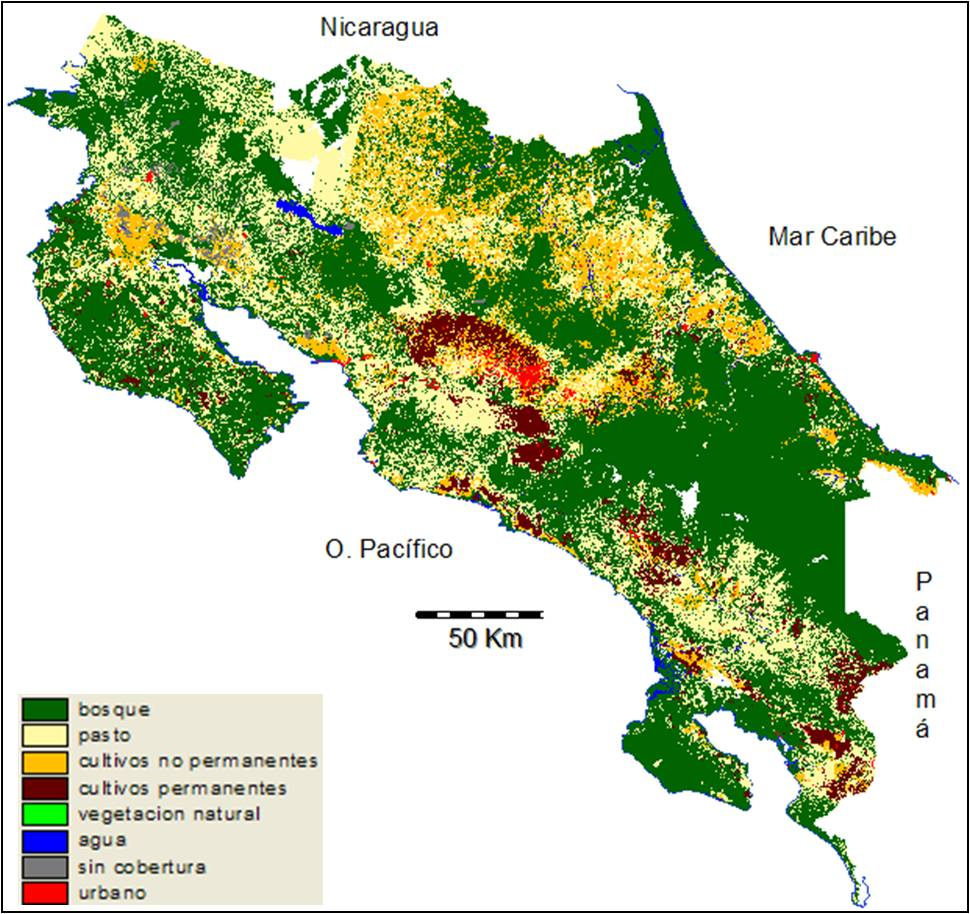 Nicaragua
Mar Caribe
O. Pacífico
50 Km
P
a
n
a
m
á
bosque
pasto
cultivos no permanentes
cultivos permanentes
vegetacion natural
agua
sin cobertura
urbano